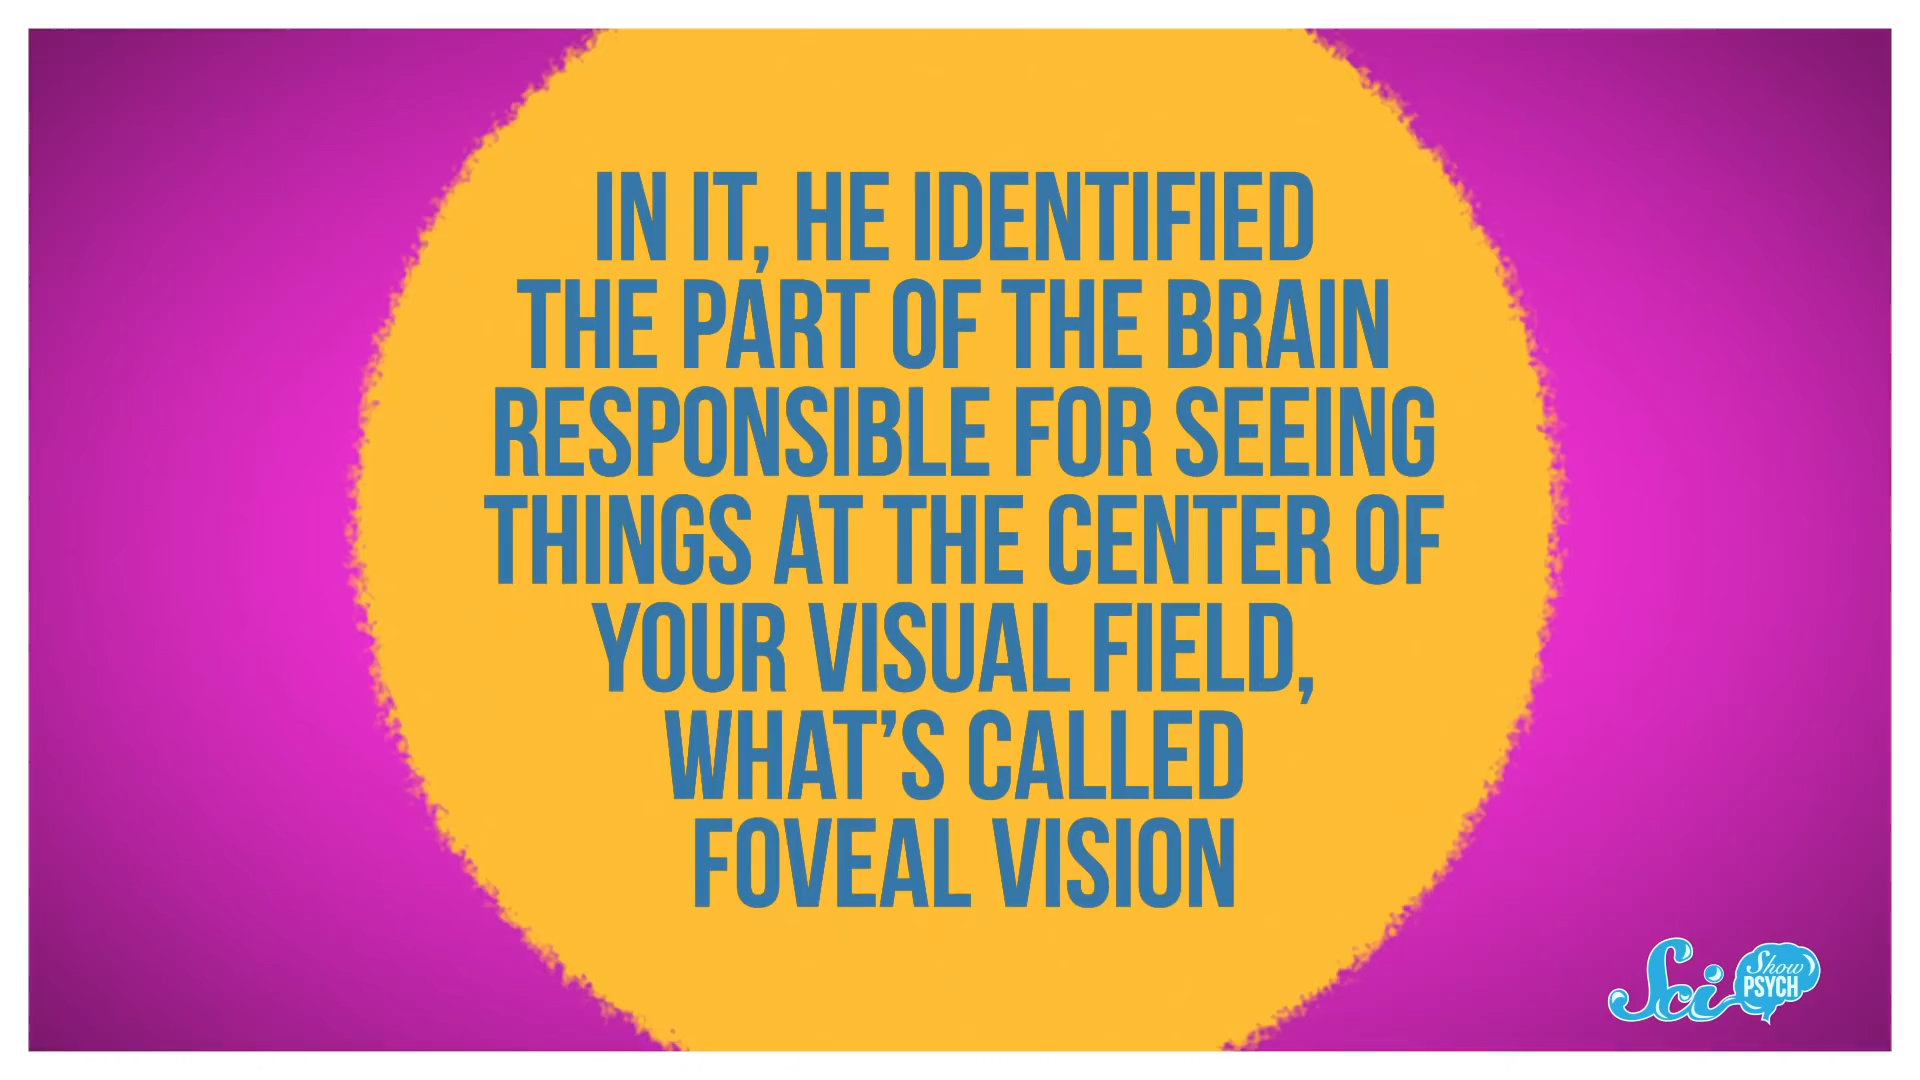 IN IT, HE IDENTIFIED
THE PART OF THE BRAIN
RESPONSIBLE FOR SEEING
THINGS AT THE CENTER OF
YOUR VISUAL FIELD,
WHAT’S CALLED
FOVEAL VISION
Sci Show
PSYCH